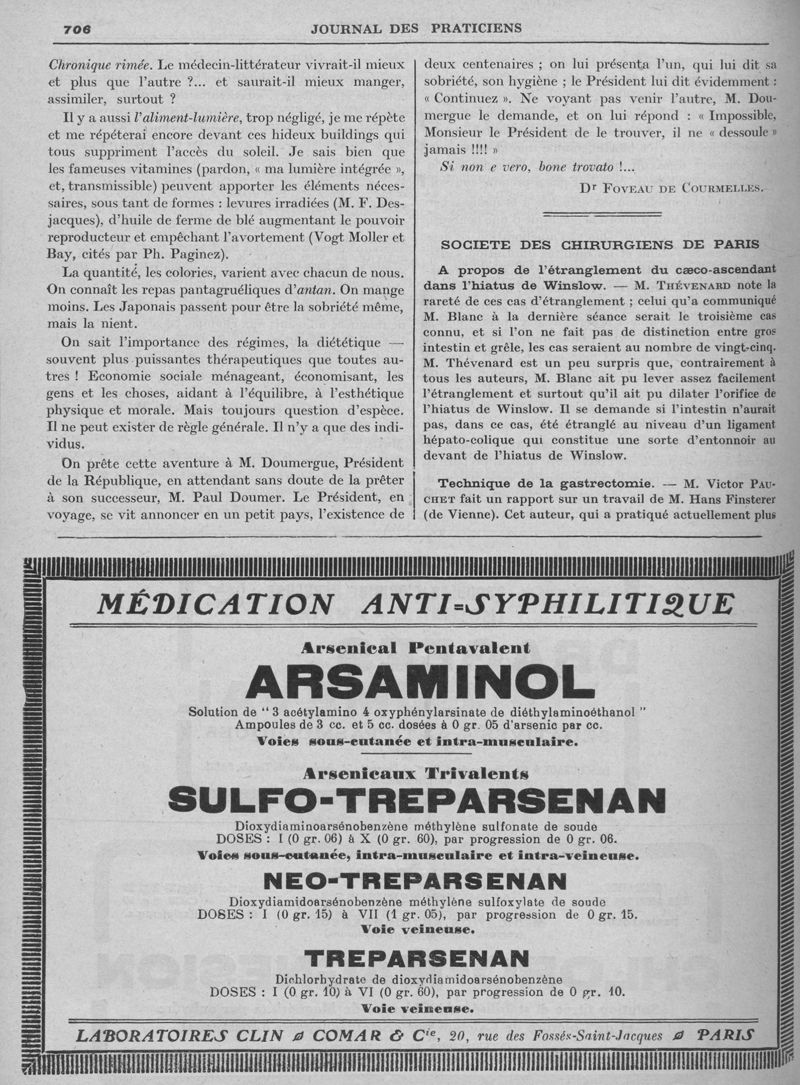 706
JOURNAL DES PRATICIENS
Chronique rimée. Le médecin-littérateur vivrait-il mieux
et plus que l'autre ?... et saurait-il mieux manger,
assimiler, surtout ?
Il y a aussi l'aliment-lumière, trop négligé, je me répète
et me répéterai encore devant ces hideux buildings qui
tous suppriment l'accès du soleil. Je sais bien que
les fameuses vitamines (pardon, « ma lumière intégrée »,
et, transmissible) peuvent apporter les éléments néces-
saires, sous tant de formes : levures irradiées (M. F. Des-
jacques), d'huile de ferme de blé augmentant le pouvoir
reproducteur et empêchant l'avortement (Vogt Moller et
Bay, cités par Ph. Paginez).
La quantité, les colories, varient avec chacun de nous.
On connaît les repas pantagruéliques d'antan. On mange
moins. Les Japonais passent pour être la sobriété même,
mais la nient.
On sait l'importance des régimes, la diététique —
souvent plus puissantes thérapeutiques que toutes au-
tres ! Economie sociale ménageant, économisant, les
gens et les choses, aidant à l'équilibre, à l'esthétique
physique et morale. Mais toujours question d'espèce.
Il ne peut exister de règle générale. Il n'y a que des indi-
vidus.
On prête cette aventure à M. Doumergue, Président
de la République, en attendant sans doute de la prêter
à son successeur, M. Paul Doumer. Le Président, en
voyage, se vit annoncer en un petit pays, l'existence de
deux centenaires ; on lui présenta l'un, qui lui dit sa
sobriété, son hygiène ; le Président lui dit évidemment :
« Continuez ». Ne voyant pas venir l'autre, M. Dou-
mergue le demande, et on lui répond : « Impossible,
Monsieur le Président de le trouver, il ne « dessoule »
jamais !!!! »
Si non e vero, bone trovato !...
Dr FOVEAU DE COURMELLES.
SOCIETE DES CHIRURGIENS DE PARIS
A propos de l'étranglement du cæco-ascendant
dans l'hiatus de Winslow. — M. THÉVENARD note la
rareté de ces cas d'étranglement ; celui qu'a communiqué
M. Blanc à la dernière séance serait le troisième cas
connu, et si l'on ne fait pas de distinction entre gros
intestin et grêle, les cas seraient au nombre de vingt-cinq.
M. Thévenard est un peu surpris que, contrairement à
tous les auteurs, M. Blanc ait pu lever assez facilement
l'étranglement et surtout qu'il ait pu dilater l'orifice de
l'hiatus de Winslow. Il se demande si l'intestin n'aurait
pas, dans ce cas, été étranglé au niveau d'un ligament
hépato-colique qui constitue une sorte d'entonnoir au
devant de l'hiatus de Winslow.
Technique de la gastrectomie. — M. Victor PAU-
CHET fait un rapport sur un travail de M. Hans Finsterer
(de Vienne). Cet auteur, qui a pratiqué actuellement plus
MÉDICATION ANTI-SYPHILITIQUE
Arsenical Pentavalent
ARSAMINOL
Solution de " 3 acétylamino 4 oxyphénylarsinate de diéthylaminoéthanol "
Ampoules de 3 cc. et 5 cc. dosées à 0 gr. 05 d'arsenic par cc.
Voies sous-cutanée et intra-musculaire.
Arsenicaux Trivalents
SULFO-TREPARSENAN
Dioxydiaminoarsénobenzène méthylène sulfonate de soude
DOSES : I (0 gr. 06) à X (0 gr. 60), par progression de 0 gr. 06.
Voies sous-cutanée, intra-musculaire et intra-veineuse.
NEO-TREPARSENAN
Dioxydiamidoarsénobenzène méthylène sulfoxylate de soude
DOSES : I (0 gr. 15) à VII (1 gr. 05), par progression de 0 gr. 15.
Voie veineuse.
TREPARSENAN
Dichlorhydrate de dioxydiamidoarsénobenzène
DOSES : I (0 gr. 10) à VI (0 gr. 60), par progression de 0 gr. 10.
Voie veineuse.
LABORATOIRES CLIN COMAR & Cie, 20, rue des Fossés-Saint-Jacques PARIS